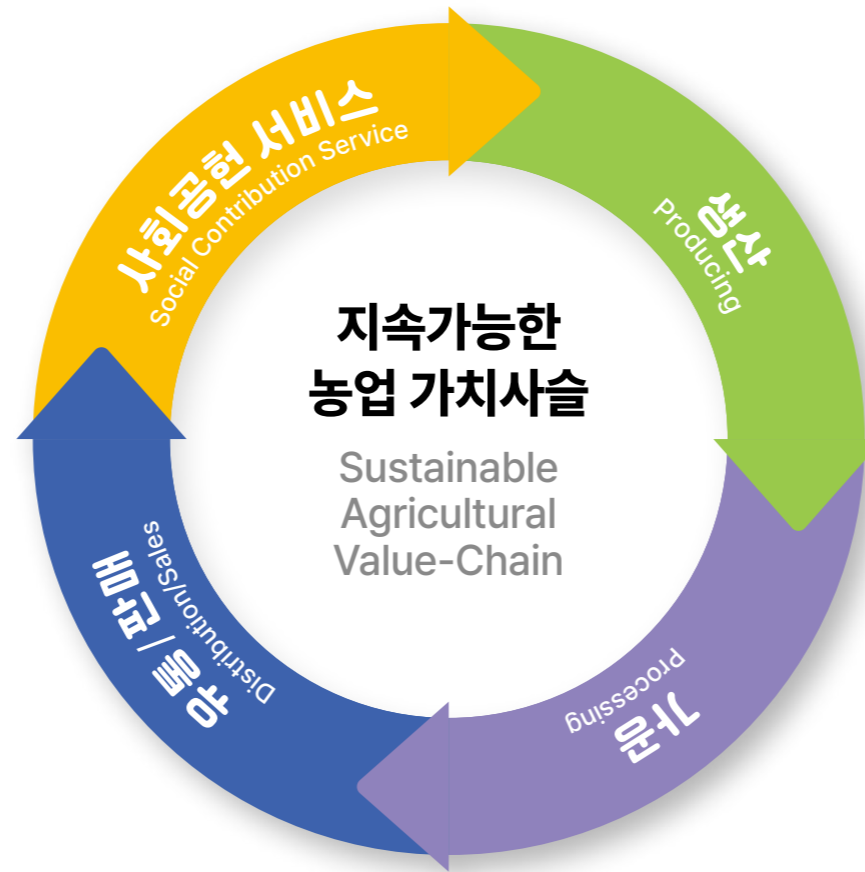 지속가능한
농업 가치사슬
Sustainable
Agricultural
Value-Chain
사회공헌 서비스
Social Contribution Service
생산
Producing
가공
Processing
유통/판매
Distribution/Sales